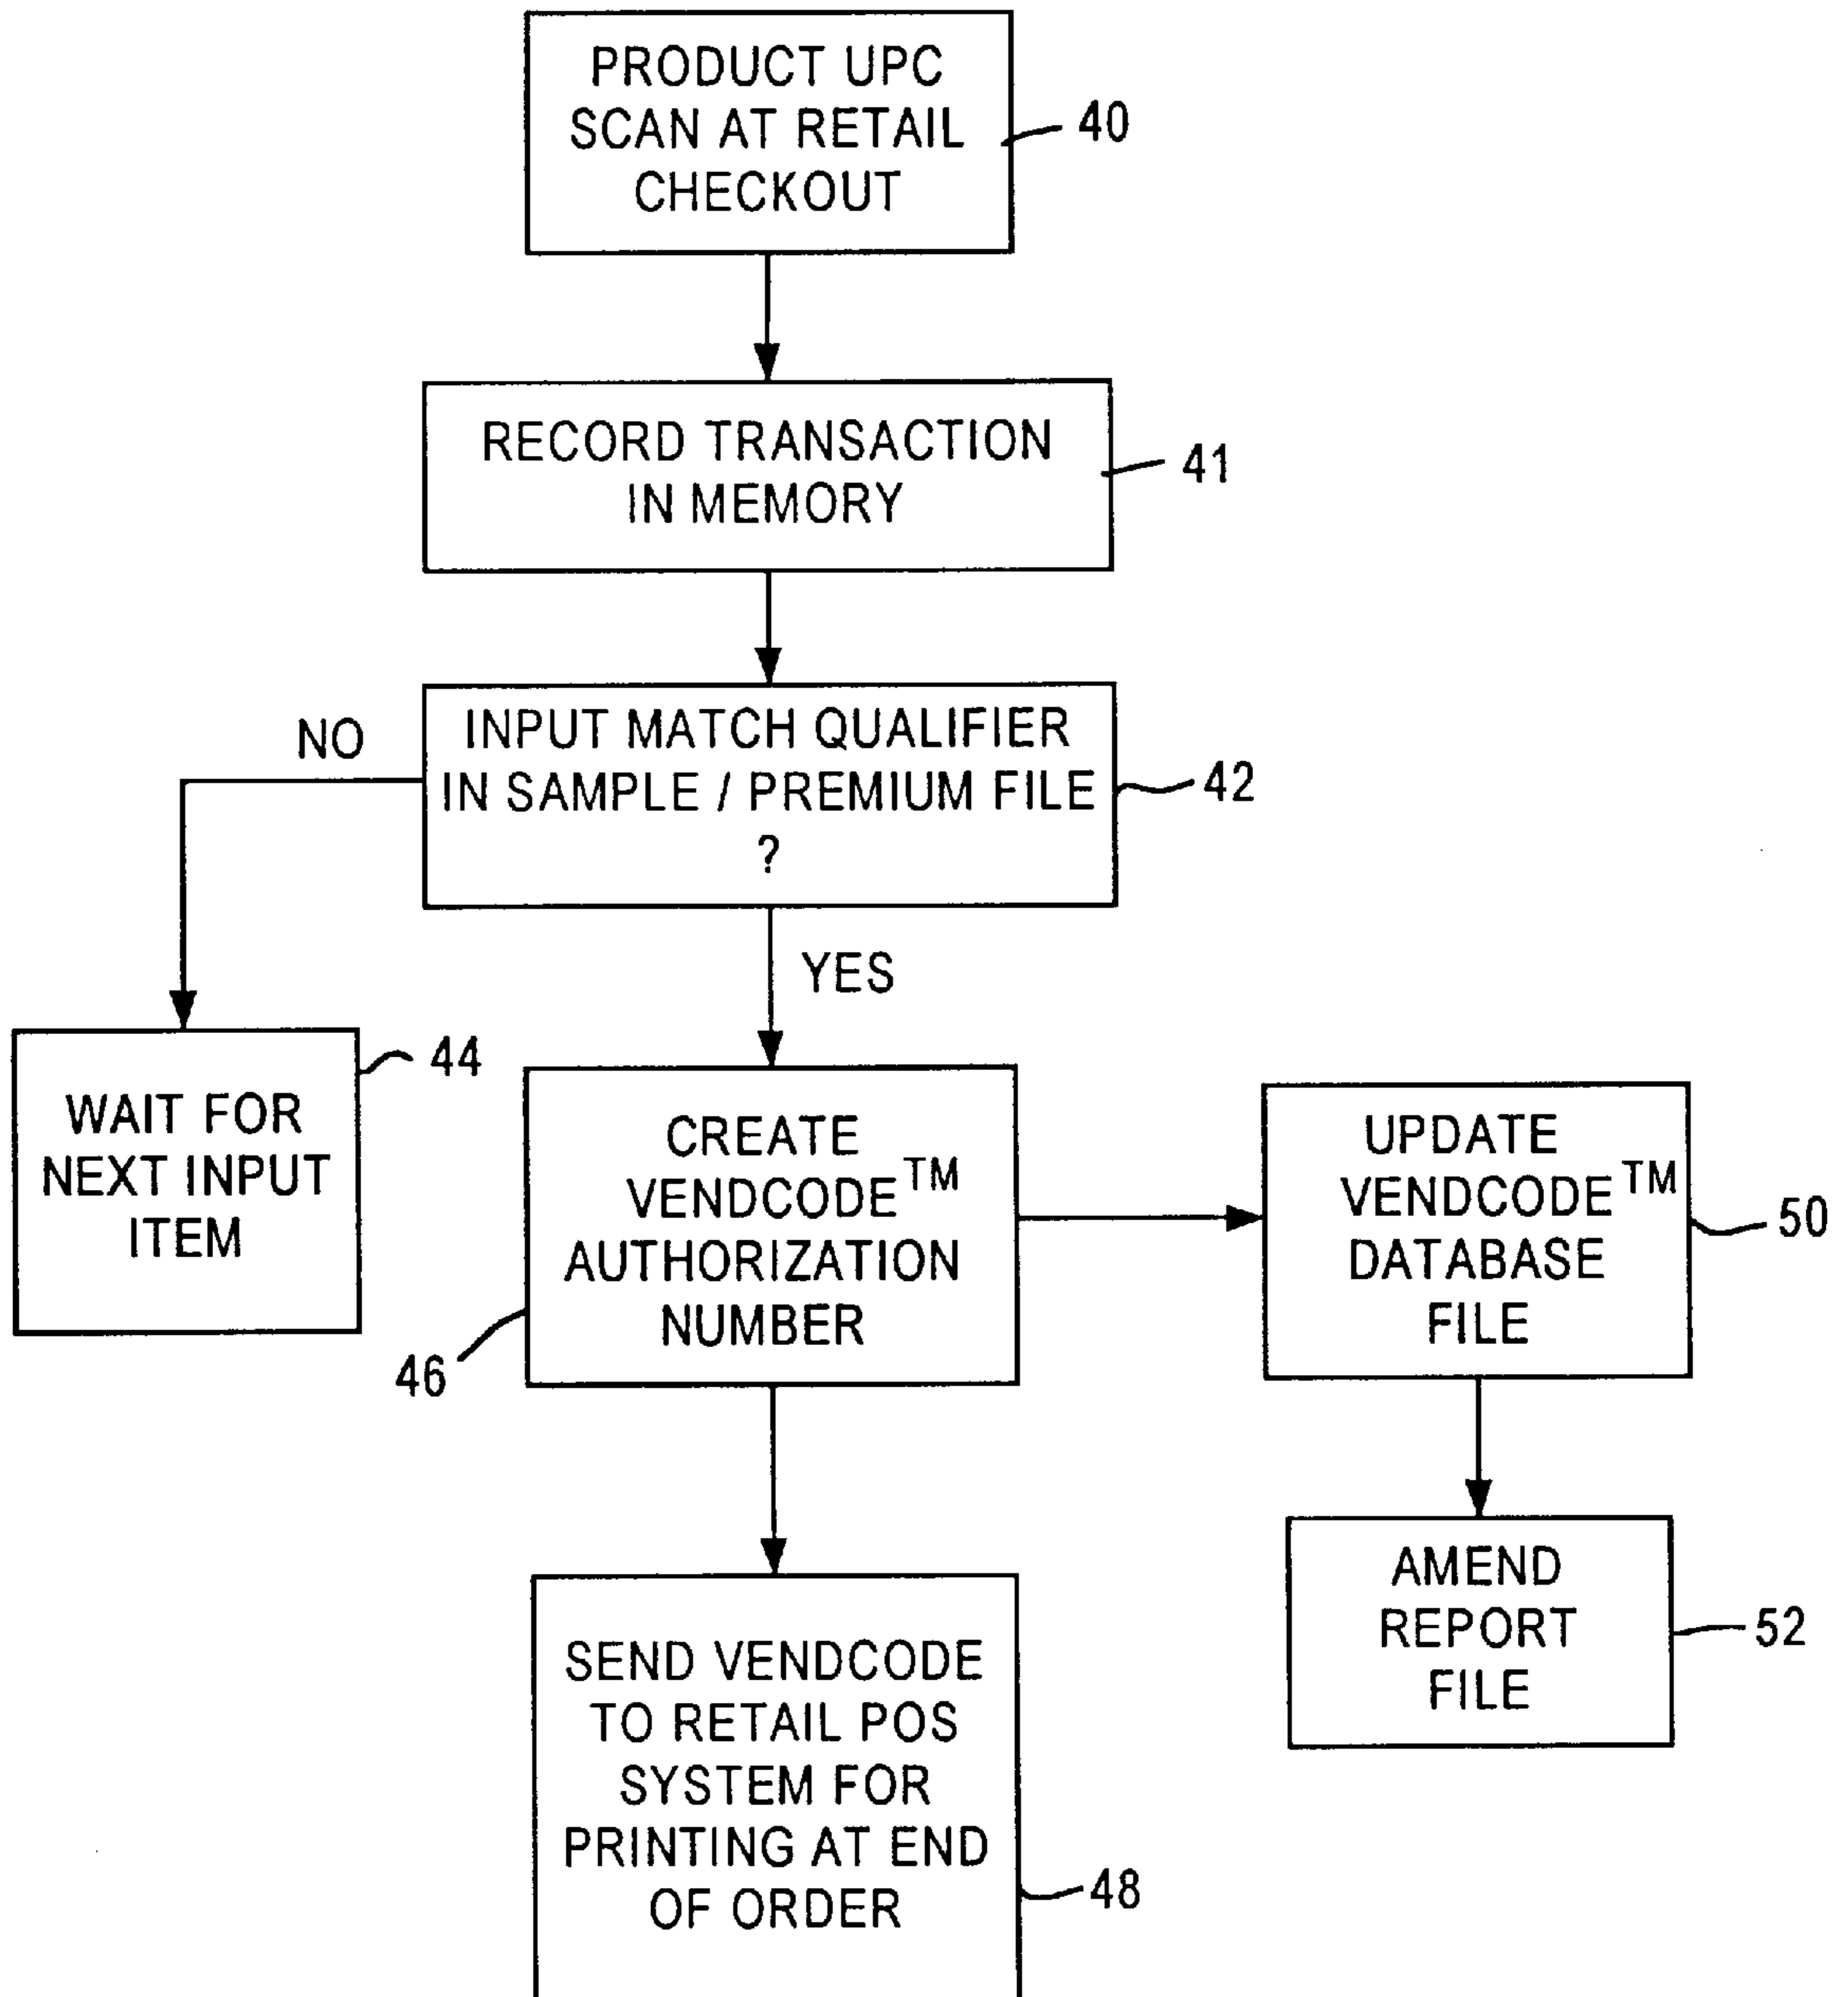 PRODUCT UPC
SCAN AT RETAIL
CHECKOUT
40
RECORD TRANSACTION
IN MEMORY
41
INPUT MATCH QUALIFIER
IN SAMPLE / PREMIUM FILE
?
42
NO
YES
WAIT FOR
NEXT INPUT
ITEM
44
CREATE
VENDCODE™
AUTHORIZATION
NUMBER
46
UPDATE
VENDCODE™
DATABASE
FILE
50
AMEND
REPORT
FILE
52
SEND VENDCODE
TO RETAIL POS
SYSTEM FOR
PRINTING AT END
OF ORDER
48